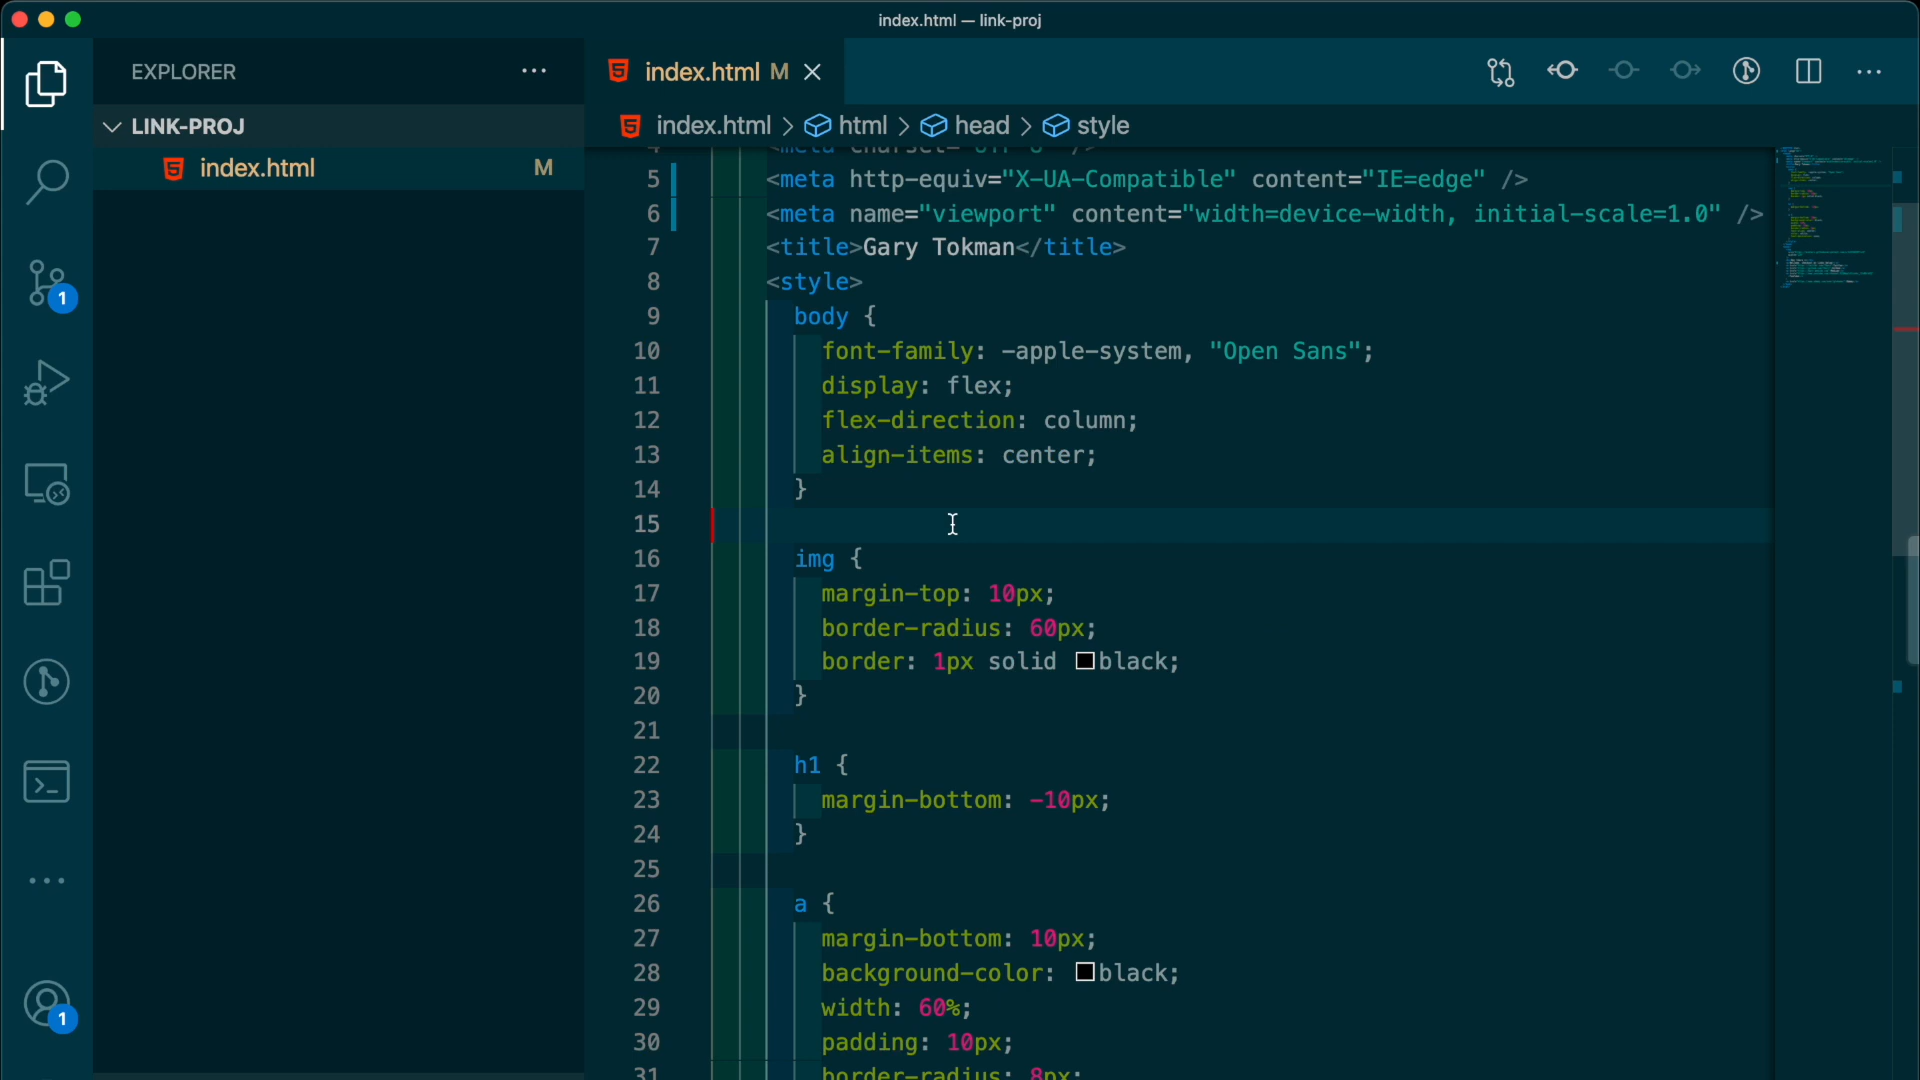 index.html — link-proj
EXPLORER
index.html M
LINK-PROJ
index.html > html > head > style
index.html M
5 <meta http-equiv="X-UA-Compatible" content="IE=edge" />
6 <meta name="viewport" content="width=device-width, initial-scale=1.0" />
7 <title>Gary Tokman</title>
8 <style>
9 body {
10 font-family: -apple-system, "Open Sans";
11 display: flex;
12 flex-direction: column;
13 align-items: center;
14 }
15
16 img {
17 margin-top: 10px;
18 border-radius: 60px;
19 border: 1px solid black;
20 }
21
22 h1 {
23 margin-bottom: -10px;
24 }
25
26 a {
27 margin-bottom: 10px;
28 background-color: black;
29 width: 60%;
30 padding: 10px;
31 border-radius: 8px;
1
1